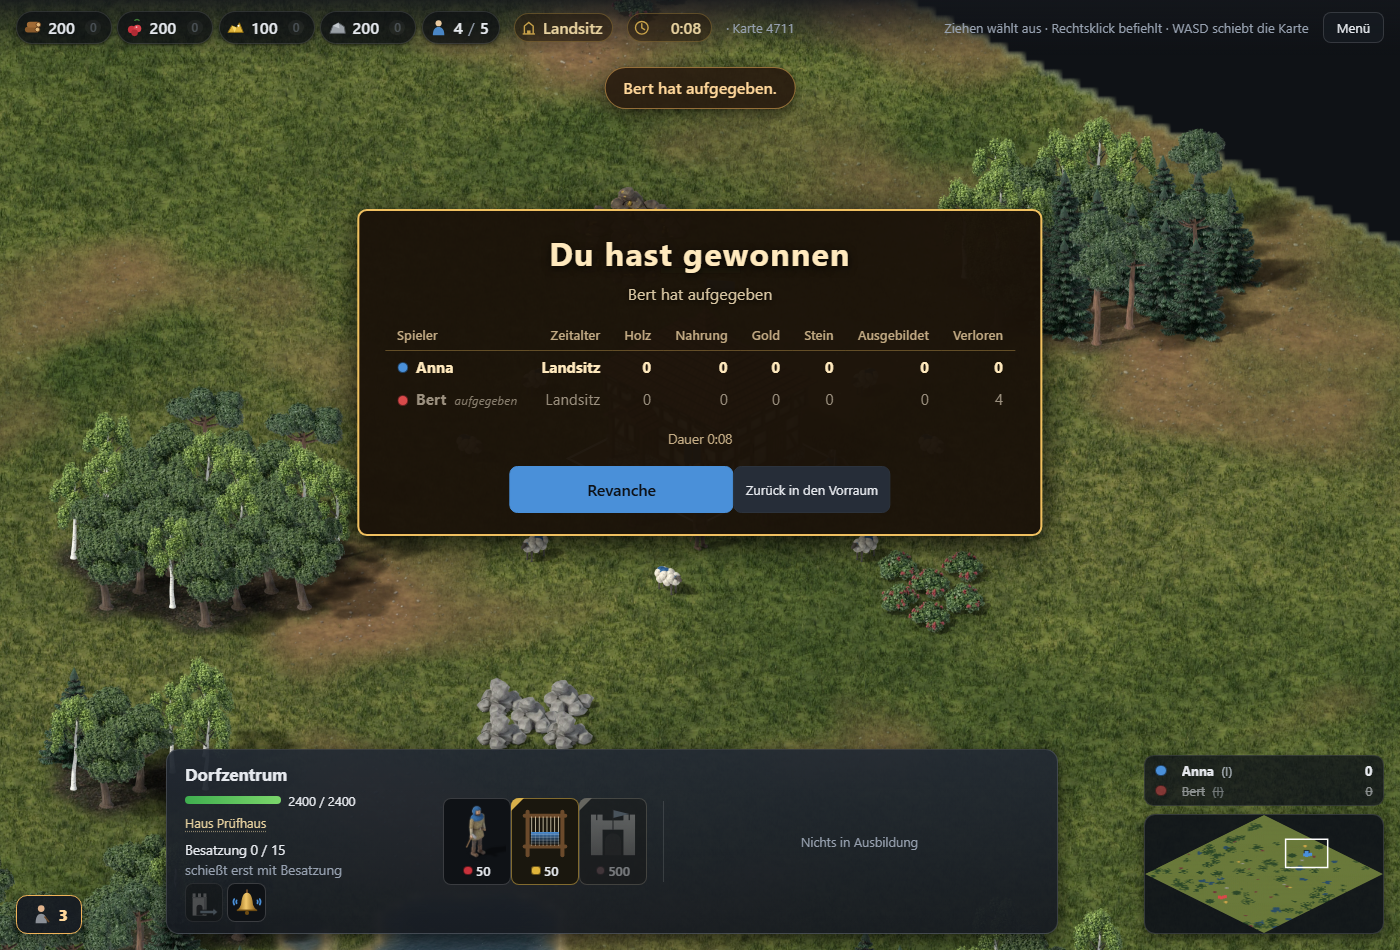 200 0 200 0 100 0 200 0 4 / 5 Landsitz 0:08 · Karte 4711 Ziehen wählt aus · Rechtsklick befiehlt · WASD schiebt die Karte Menü
Bert hat aufgegeben.
Du hast gewonnen
Bert hat aufgegeben
Spieler Zeitalter Holz Nahrung Gold Stein Ausgebildet Verloren
Anna Landsitz 0 0 0 0 0 0
Bert aufgegeben Landsitz 0 0 0 0 0 4
Dauer 0:08
Revanche Zurück in den Vorraum
Dorfzentrum
2400 / 2400
Haus Prüfhaus
Besatzung 0 / 15
schießt erst mit Besatzung
50 50 500
Nichts in Ausbildung
Anna (I) 0
Bert (I) 0
3